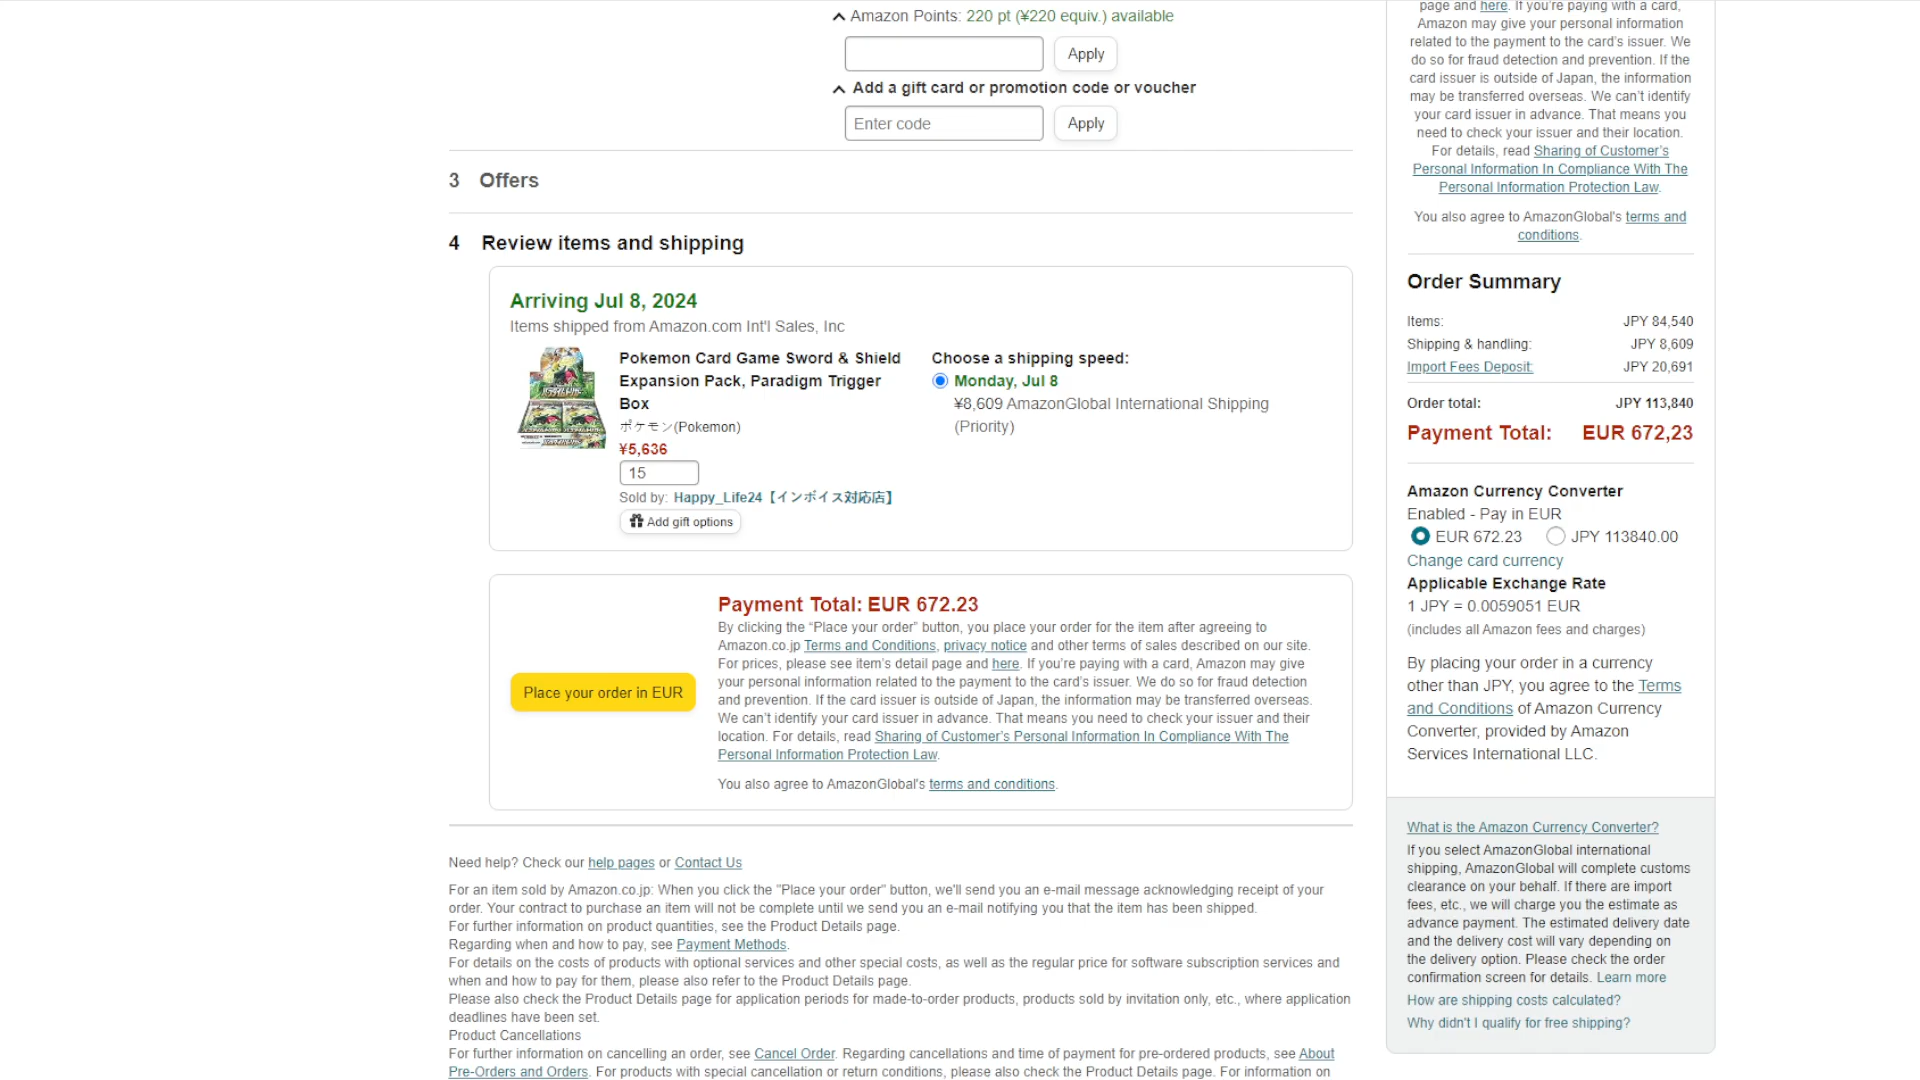 Amazon Points: 220 pt (¥220 equiv.) available
Apply
Add a gift card or promotion code or voucher
Enter code
Apply
3 Offers
4 Review items and shipping
Arriving Jul 8, 2024
Items shipped from Amazon.com Int'l Sales, Inc
Pokemon Card Game Sword & Shield
Expansion Pack, Paradigm Trigger
Box
ポケモン(Pokemon)
¥5,636
15
Sold by: Happy_Life24【インボイス対応店】
Add gift options
Choose a shipping speed:
Monday, Jul 8
¥8,609 AmazonGlobal International Shipping
(Priority)
Place your order in EUR
Payment Total: EUR 672.23
By clicking the “Place your order” button, you place your order for the item after agreeing to
Amazon.co.jp Terms and Conditions, privacy notice and other terms of sales described on our site.
For prices, please see item’s detail page and here. If you’re paying with a card, Amazon may give
your personal information related to the payment to the card’s issuer. We do so for fraud detection
and prevention. If the card issuer is outside of Japan, the information may be transferred overseas.
We can’t identify your card issuer in advance. That means you need to check your issuer and their
location. For details, read Sharing of Customer’s Personal Information In Compliance With The
Personal Information Protection Law.
You also agree to AmazonGlobal's terms and conditions.
Need help? Check our help pages or Contact Us
For an item sold by Amazon.co.jp: When you click the "Place your order" button, we'll send you an e-mail message acknowledging receipt of your
order. Your contract to purchase an item will not be complete until we send you an e-mail notifying you that the item has been shipped.
For further information on product quantities, see the Product Details page.
Regarding when and how to pay, see Payment Methods.
For details on the costs of products with optional services and other special costs, as well as the regular price for software subscription services and
when and how to pay for them, please also refer to the Product Details page.
Please also check the Product Details page for application periods for made-to-order products, products sold by invitation only, etc., where application
deadlines have been set.
Product Cancellations
For further information on cancelling an order, see Cancel Order. Regarding cancellations and time of payment for pre-ordered products, see About
Pre-Orders and Orders. For products with special cancellation or return conditions, please also check the Product Details page. For information on
page and here. If you’re paying with a card,
Amazon may give your personal information
related to the payment to the card’s issuer. We
do so for fraud detection and prevention. If the
card issuer is outside of Japan, the information
may be transferred overseas. We can’t identify
your card issuer in advance. That means you
need to check your issuer and their location.
For details, read Sharing of Customer’s
Personal Information In Compliance With The
Personal Information Protection Law.
You also agree to AmazonGlobal's terms and
conditions.
Order Summary
Items: JPY 84,540
Shipping & handling: JPY 8,609
Import Fees Deposit: JPY 20,691
Order total: JPY 113,840
Payment Total: EUR 672,23
Amazon Currency Converter
Enabled - Pay in EUR
EUR 672.23 JPY 113840.00
Change card currency
Applicable Exchange Rate
1 JPY = 0.0059051 EUR
(includes all Amazon fees and charges)
By placing your order in a currency
other than JPY, you agree to the Terms
and Conditions of Amazon Currency
Converter, provided by Amazon
Services International LLC.
What is the Amazon Currency Converter?
If you select AmazonGlobal international
shipping, AmazonGlobal will complete customs
clearance on your behalf. If there are import
fees, etc., we will charge you the estimate as
advance payment. The estimated delivery date
and the delivery cost will vary depending on
the delivery option. Please check the order
confirmation screen for details. Learn more
How are shipping costs calculated?
Why didn't I qualify for free shipping?